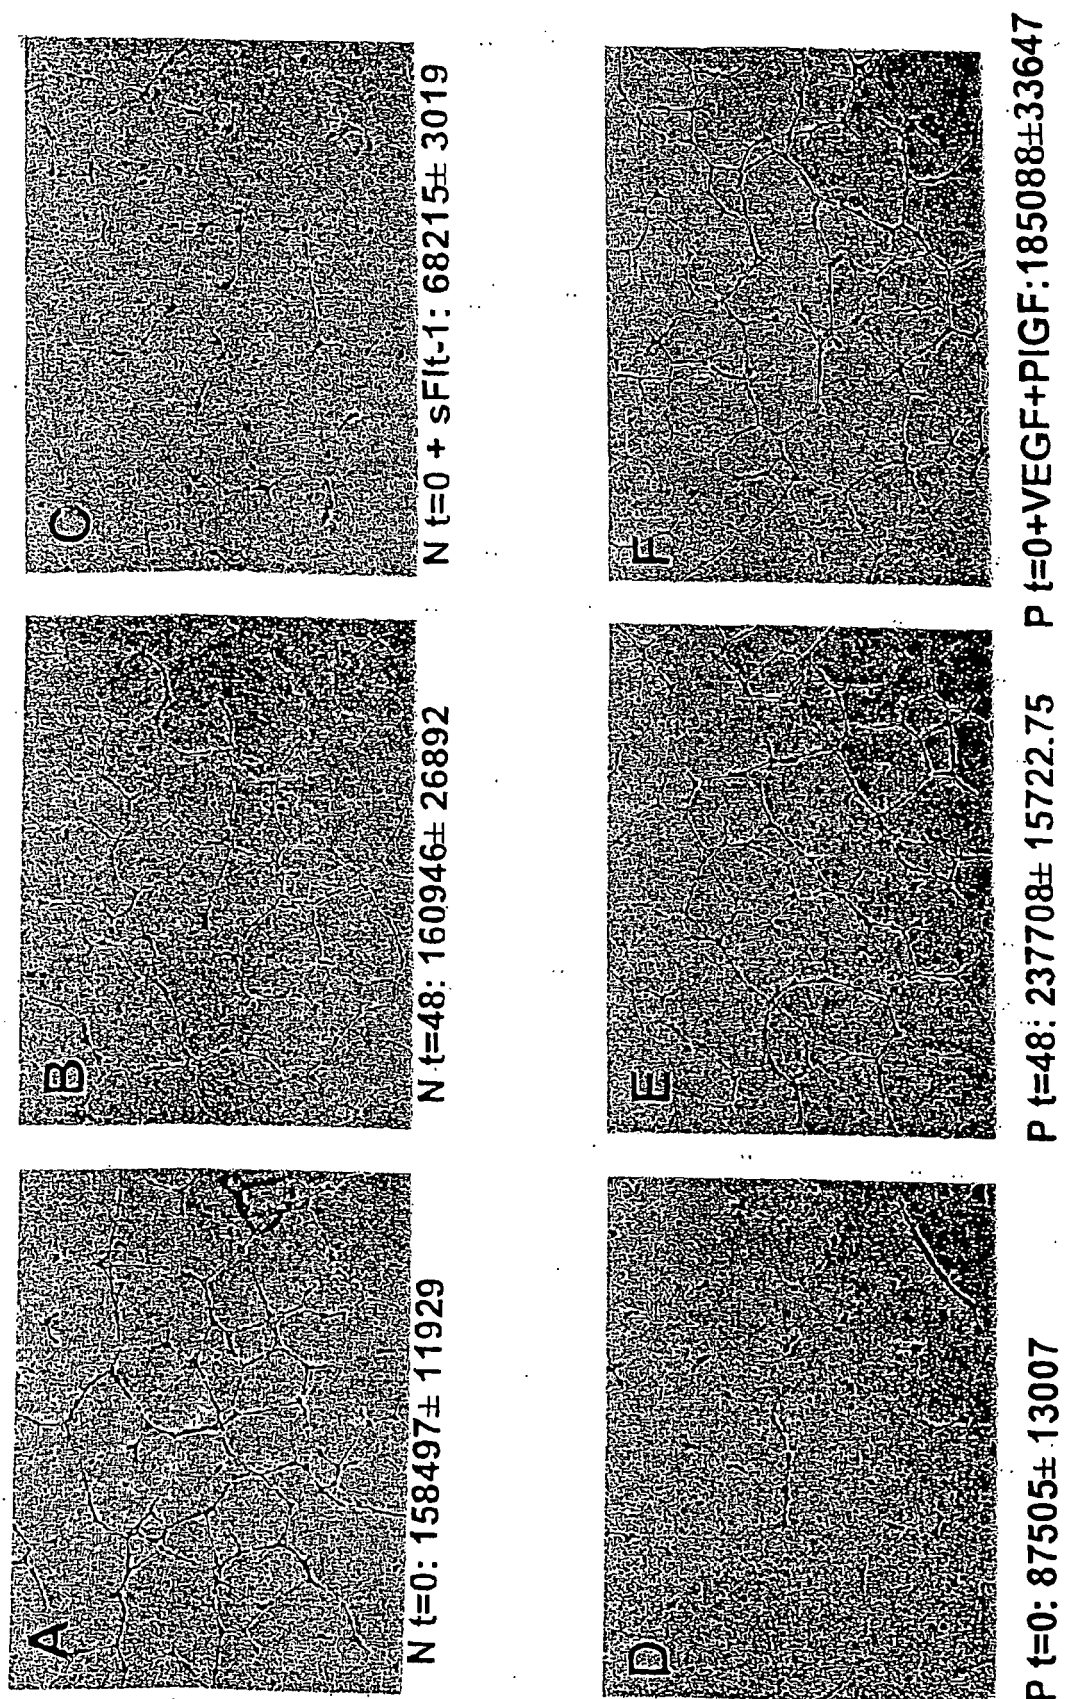 A
N t=0: 158497± 11929
B
N t=48: 160946± 26892
C
N t=0 + sFlt-1: 68215± 3019
D
P t=0: 87505± 13007
E
P t=48: 237708± 15722.75
F
P t=0+VEGF+PlGF:185088±33647